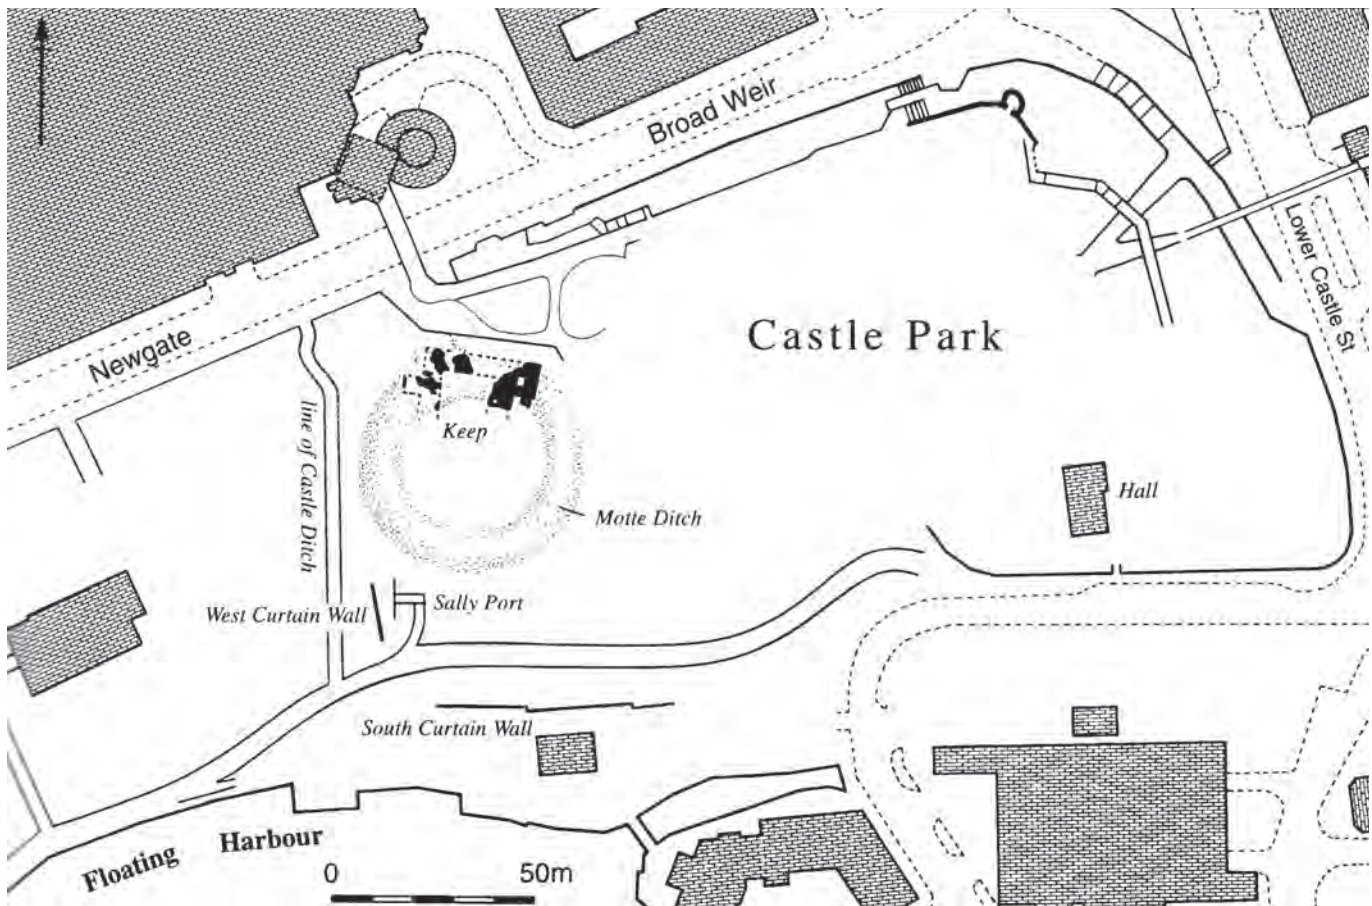 Broad Weir
Newgate
Lower Castle St
Castle Park
line of Castle Ditch
Keep
Motte Ditch
Hall
West Curtain Wall
Sally Port
South Curtain Wall
Floating Harbour
0 50m